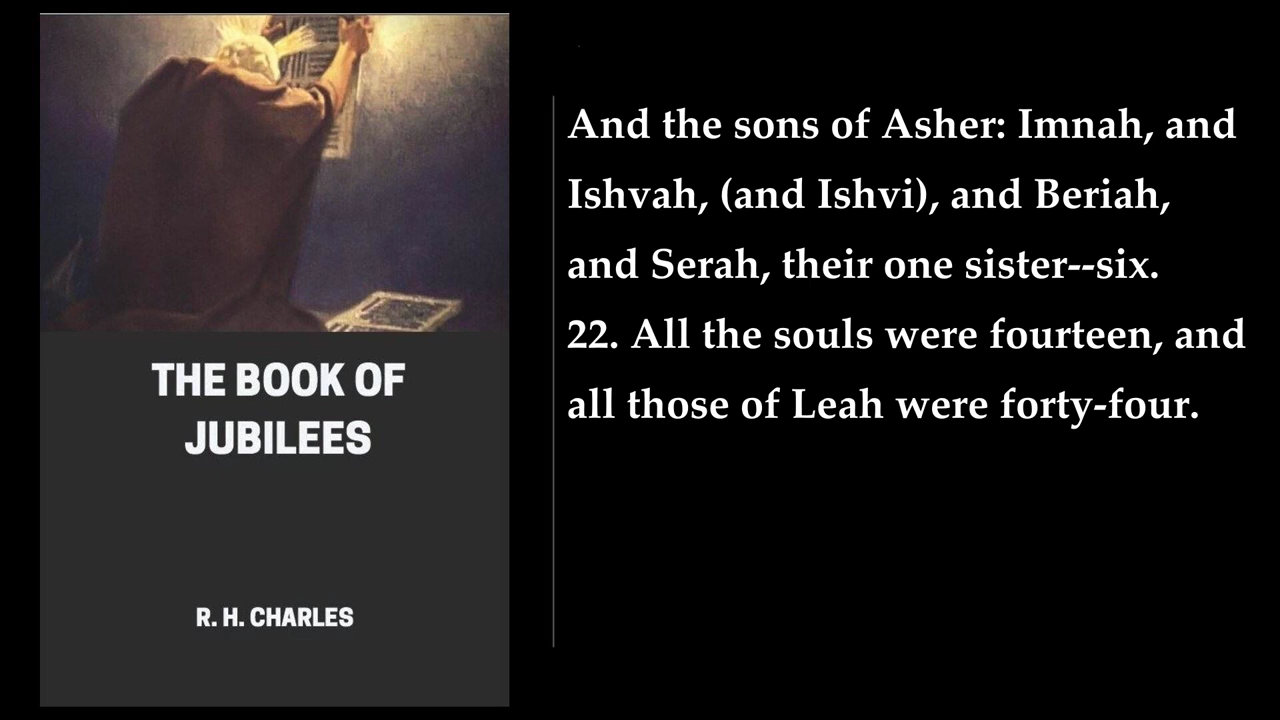 THE BOOK OF
JUBILEES
R. H. CHARLES
And the sons of Asher: Imnah, and
Ishvah, (and Ishvi), and Beriah,
and Serah, their one sister--six.
22. All the souls were fourteen, and
all those of Leah were forty-four.